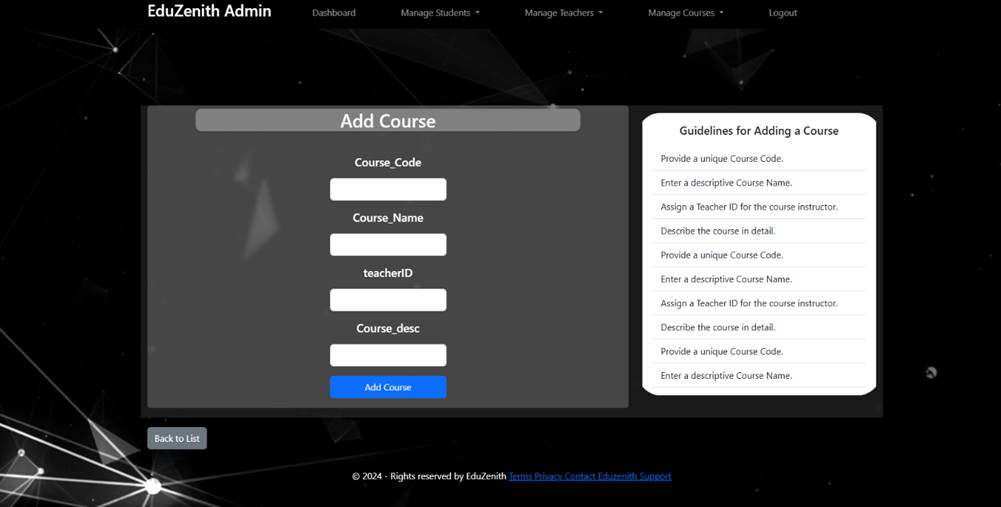 EduZenith Admin Dashboard Manage Students Manage Teachers Manage Courses Logout
Add Course
Course_Code
Course_Name
teacherID
Course_desc
Add Course
Guidelines for Adding a Course
Provide a unique Course Code.
Enter a descriptive Course Name.
Assign a Teacher ID for the course instructor.
Describe the course in detail.
Provide a unique Course Code.
Enter a descriptive Course Name.
Assign a Teacher ID for the course instructor.
Describe the course in detail.
Provide a unique Course Code.
Enter a descriptive Course Name.
Back to List
© 2024 - Rights reserved by EduZenith Terms Privacy Contact Eduzenith Support